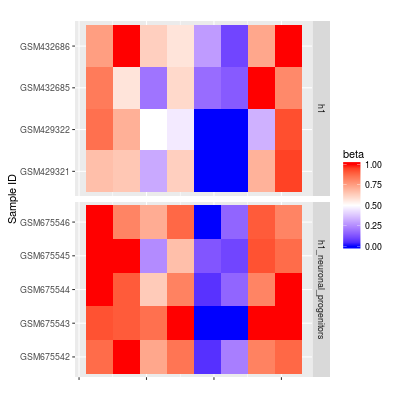 Sample ID
GSM432686
GSM432685
GSM429322
GSM429321
h1
GSM675546
GSM675545
GSM675544
GSM675543
GSM675542
h1_neuronal_progenitors
beta
1.00
0.75
0.50
0.25
0.00